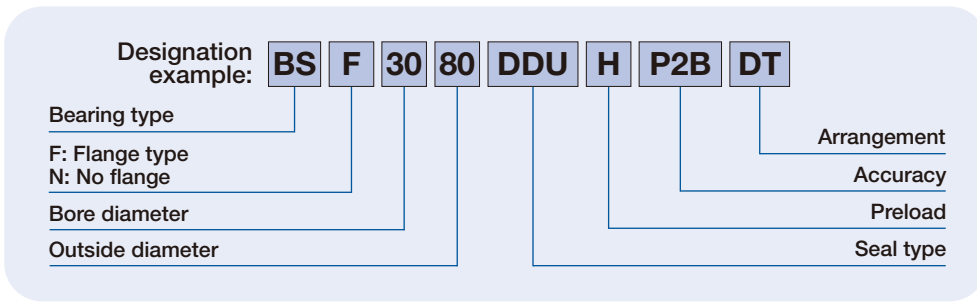 Designation
example:
BS F 30 80 DDU H P2B DT
Bearing type
F: Flange type
N: No flange
Bore diameter
Outside diameter
Arrangement
Accuracy
Preload
Seal type